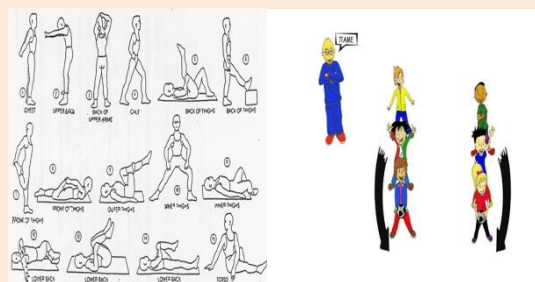 CHEST
UPPER BACK
BACK OF
UPPER ARMS
CALF
BACK OF THIGHS
BACK OF THIGHS
FRONT OF THIGHS
FRONT OF THIGHS
OUTER THIGHS
INNER THIGHS
INNER THIGHS
LOWER BACK
LOWER BACK
LOWER BACK
TORSO